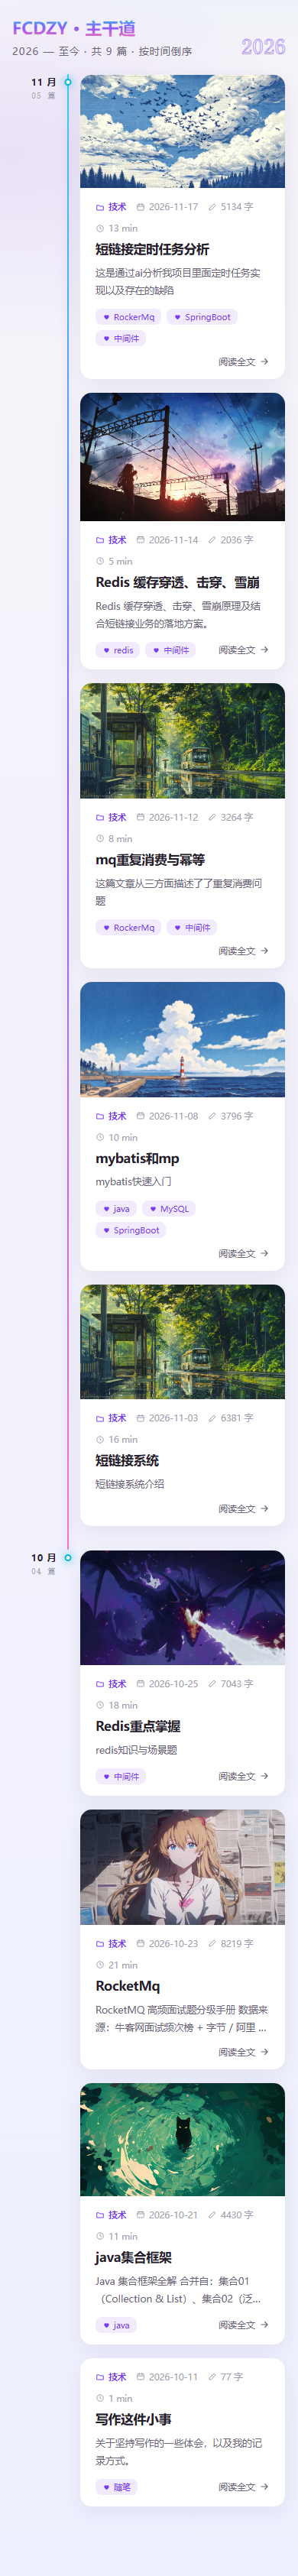 FCDZY · 主干道
2026 — 至今 · 共 9 篇 · 按时间倒序
2026
11 月
05 篇
技术 2026-11-17 5134 字
13 min
短链接定时任务分析
这是通过ai分析我项目里面定时任务实
现以及存在的缺陷
RockerMq SpringBoot
中间件
阅读全文 →
技术 2026-11-14 2036 字
5 min
Redis 缓存穿透、击穿、雪崩
Redis 缓存穿透、击穿、雪崩原理及结
合短链接业务的落地方案。
redis 中间件 阅读全文 →
技术 2026-11-12 3264 字
8 min
mq重复消费与幂等
这篇文章从三方面描述了了重复消费问
题
RockerMq 中间件
阅读全文 →
技术 2026-11-08 3796 字
10 min
mybatis和mp
mybatis快速入门
java MySQL
SpringBoot
阅读全文 →
技术 2026-11-03 6381 字
16 min
短链接系统
短链接系统介绍
阅读全文 →
10 月
04 篇
技术 2026-10-25 7043 字
18 min
Redis重点掌握
redis知识与场景题
中间件 阅读全文 →
技术 2026-10-23 8219 字
21 min
RocketMq
RocketMQ 高频面试题分级手册 数据来
源：牛客网面试频次榜 + 字节 / 阿里 ...
阅读全文 →
技术 2026-10-21 4430 字
11 min
java集合框架
Java 集合框架全解 合并自：集合01
（Collection & List）、集合02（泛...
java 阅读全文 →
技术 2026-10-11 77 字
1 min
写作这件小事
关于坚持写作的一些体会，以及我的记
录方式。
随笔 阅读全文 →